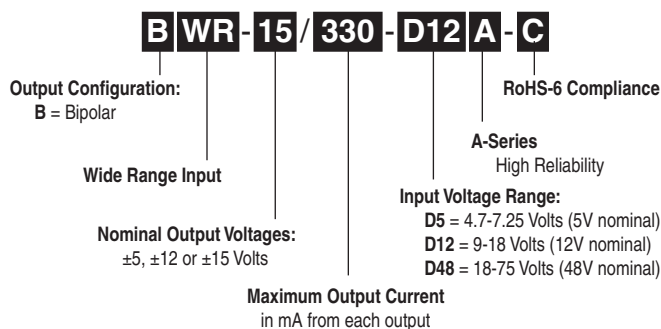 B WR - 15 / 330 - D12 A - C
Output Configuration:
B = Bipolar
RoHS-6 Compliance
A-Series
High Reliability
Wide Range Input
Input Voltage Range:
D5 = 4.7-7.25 Volts (5V nominal)
D12 = 9-18 Volts (12V nominal)
D48 = 18-75 Volts (48V nominal)
Nominal Output Voltages:
±5, ±12 or ±15 Volts
Maximum Output Current
in mA from each output